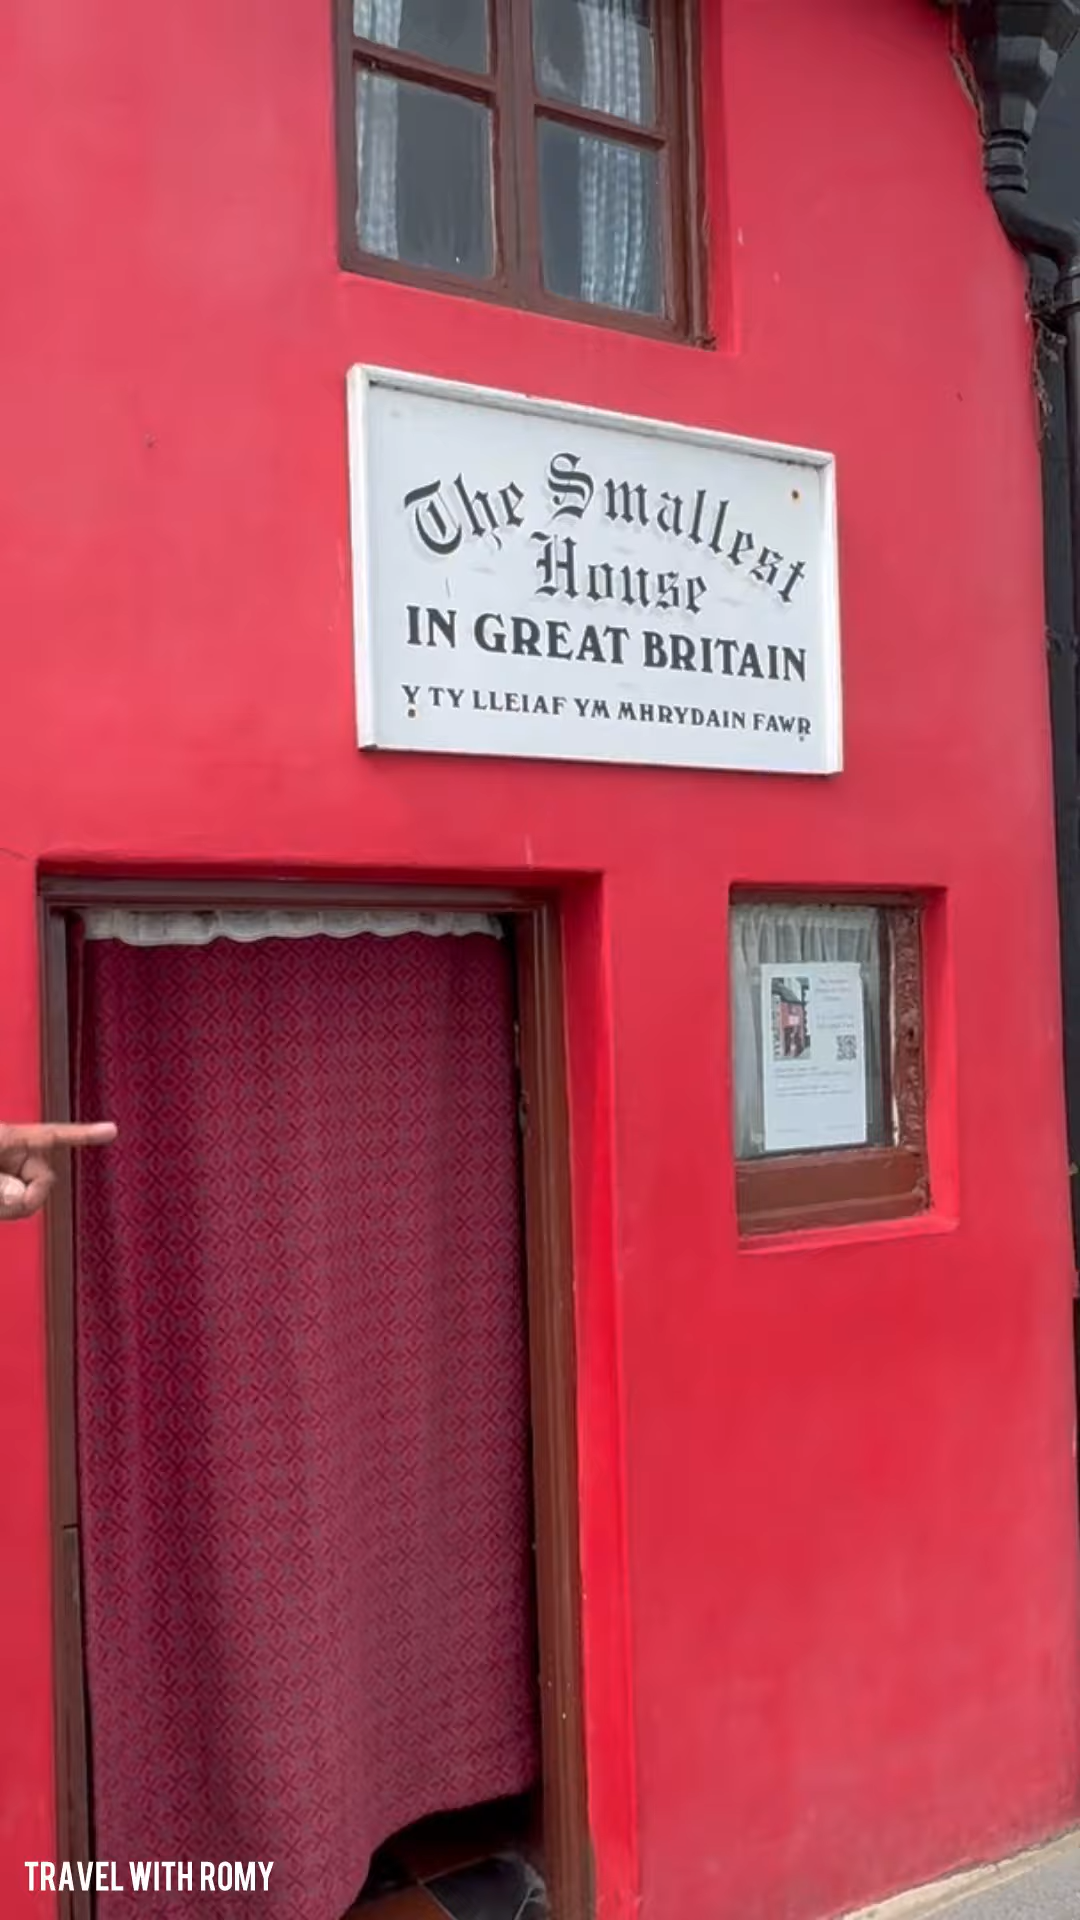 The Smallest
House
IN GREAT BRITAIN
Y TY LLEIAF YM MHRYDAIN FAWR
TRAVEL WITH ROMY